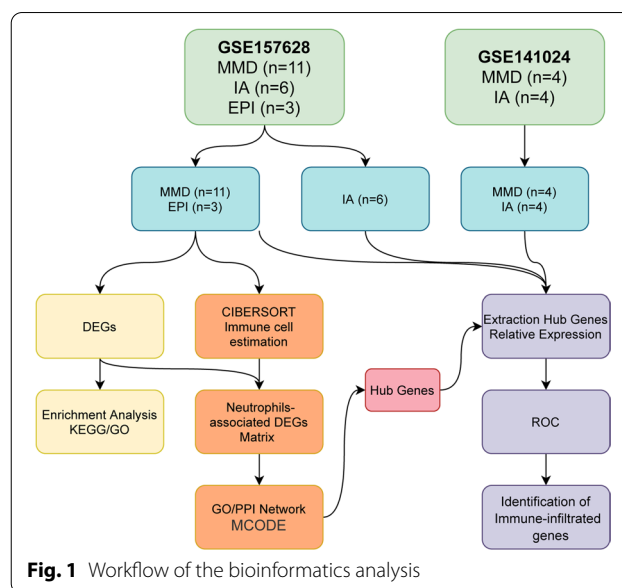 GSE157628
MMD (n=11)
IA (n=6)
EPI (n=3)
GSE141024
MMD (n=4)
IA (n=4)
MMD (n=11)
EPI (n=3)
IA (n=6)
MMD (n=4)
IA (n=4)
DEGs
CIBERSORT
Immune cell
estimation
Extraction Hub Genes
Relative Expression
Hub Genes
Enrichment Analysis
KEGG/GO
Neutrophils-
associated DEGs
Matrix
ROC
GO/PPI Network
MCODE
Identification of
Immune-infiltrated
genes
Fig. 1 Workflow of the bioinformatics analysis